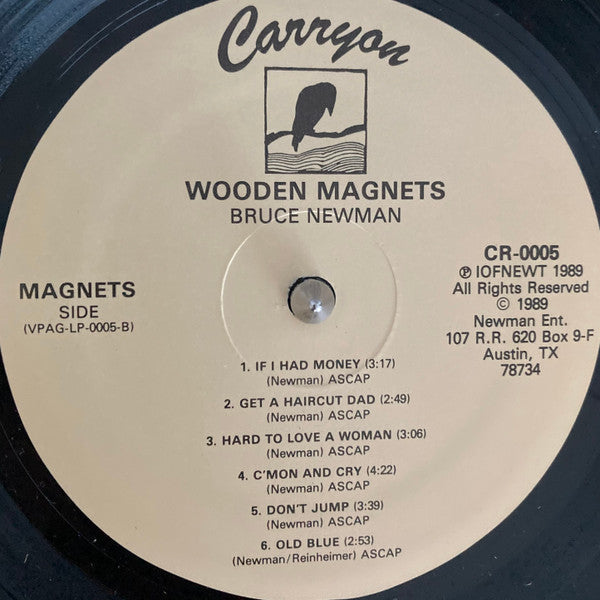 Carryon
WOODEN MAGNETS
BRUCE NEWMAN
MAGNETS
SIDE
(VPAG-LP-0005-B)
CR-0005
℗ IOFNEWT 1989
All Rights Reserved
© 1989
Newman Ent.
107 R.R. 620 Box 9-F
Austin, TX
78734
1. IF I HAD MONEY (3:17)
(Newman) ASCAP
2. GET A HAIRCUT DAD (2:49)
(Newman) ASCAP
3. HARD TO LOVE A WOMAN (3:06)
(Newman) ASCAP
4. C'MON AND CRY (4:22)
(Newman) ASCAP
5. DON'T JUMP (3:39)
(Newman) ASCAP
6. OLD BLUE (2:53)
(Newman/Reinheimer) ASCAP